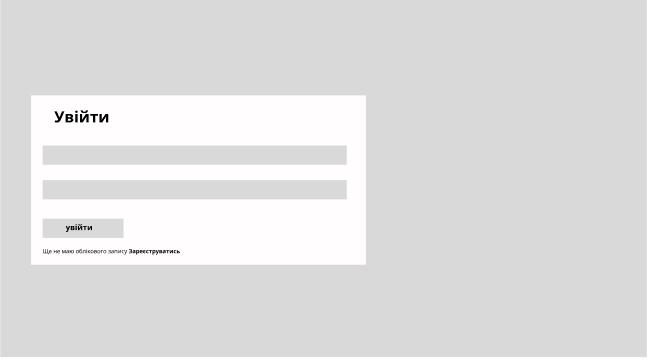 Увійти
увійти
Ще не маю облікового запису Зареєструватись